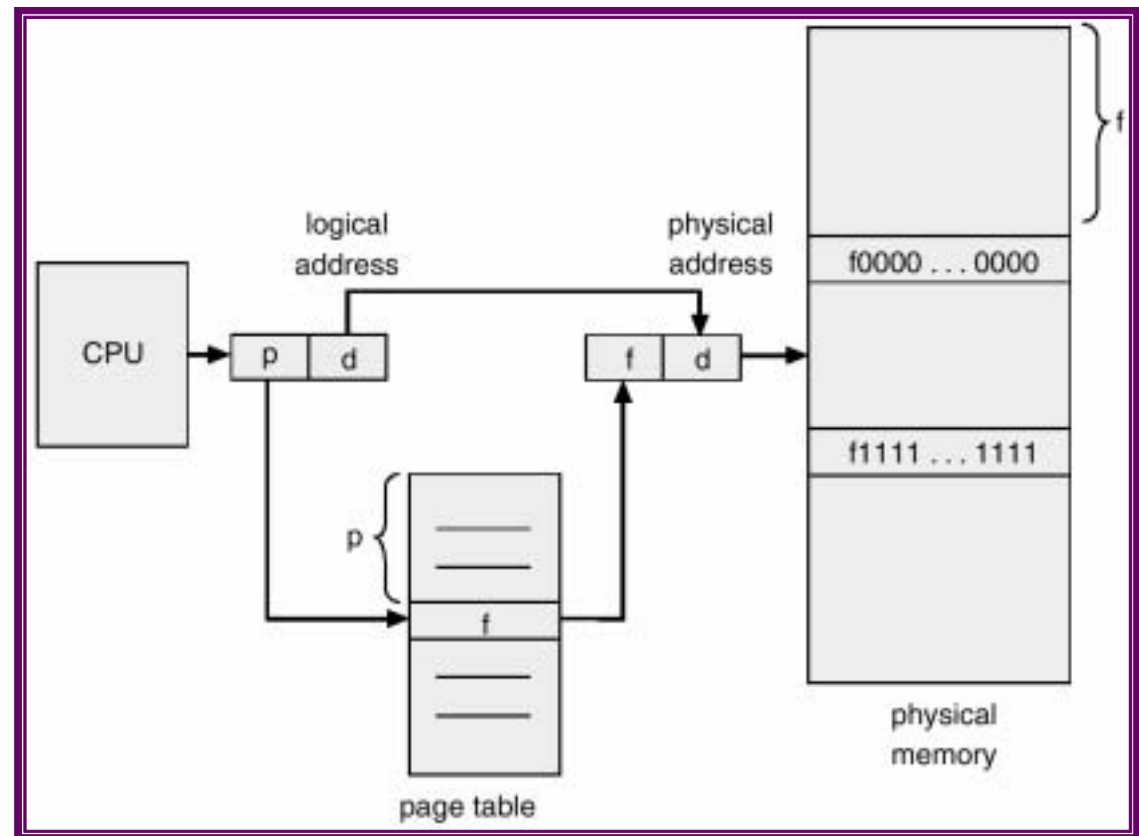 f
logical
address
physical
address
f0000 . . . 0000
CPU
p
d
f
d
f1111 . . . 1111
p
f
physical
memory
page table